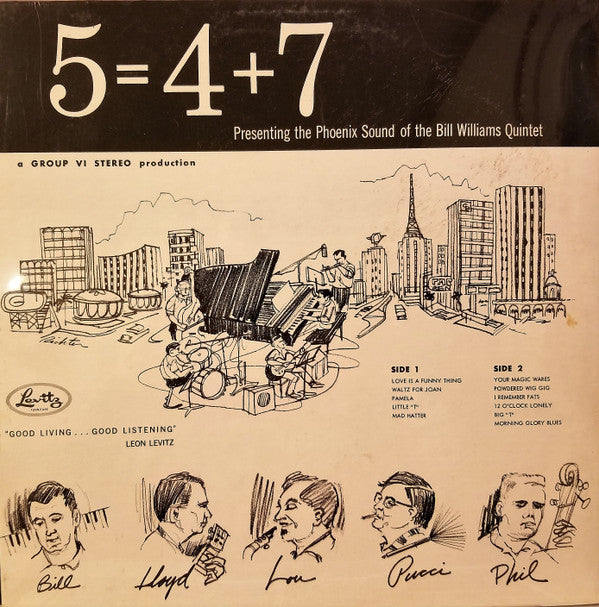 5=4+7
Presenting the Phoenix Sound of the Bill Williams Quintet
a GROUP VI STEREO production
SIDE 1
LOVE IS A FUNNY THING
WALTZ FOR JOAN
PAMELA
LITTLE "T"
MAD HATTER
SIDE 2
YOUR MAGIC WARES
POWDERED WIG GIG
I REMEMBER FATS
12 O'CLOCK LONELY
BIG "T"
MORNING GLORY BLUES
Levitz
"GOOD LIVING . . . GOOD LISTENING"
LEON LEVITZ
Bill
Lloyd
Lou
Pucci
Phil